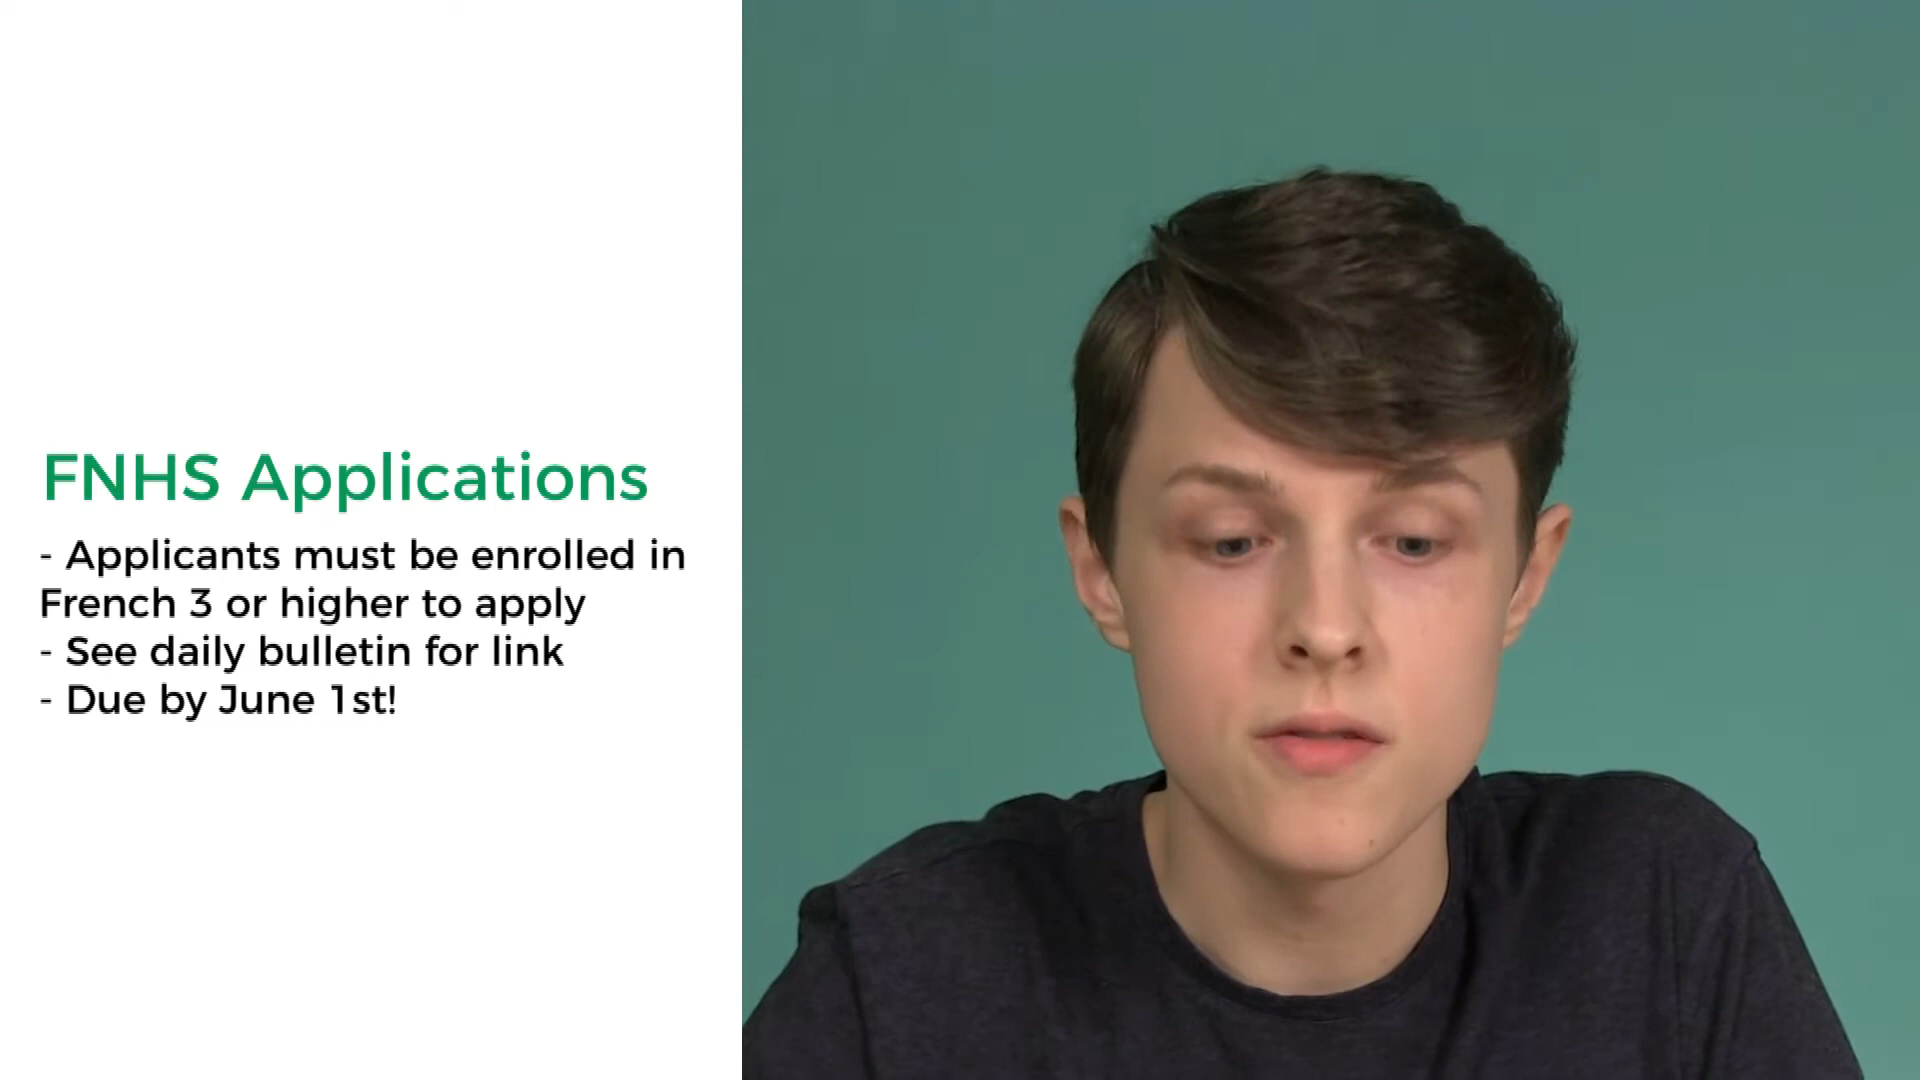 FNHS Applications
- Applicants must be enrolled in
French 3 or higher to apply
- See daily bulletin for link
- Due by June 1st!